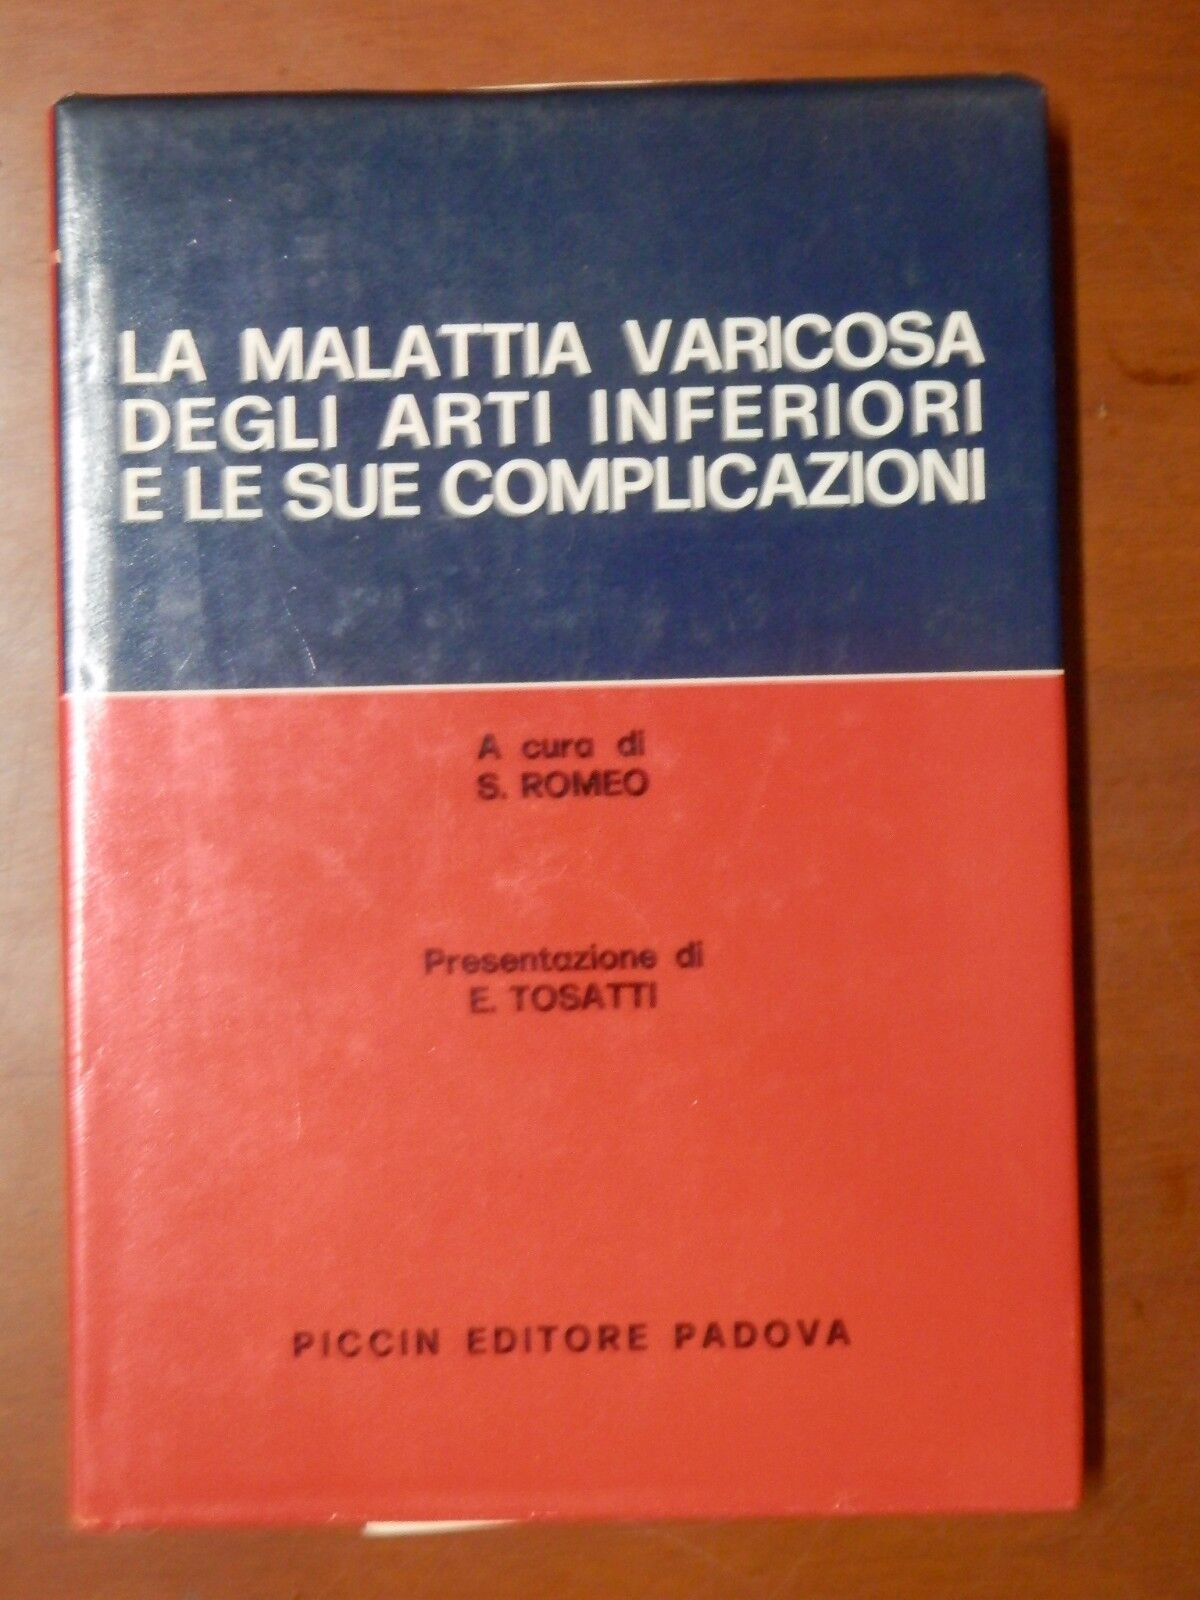 LA MALATTIA VARICOSA
DEGLI ARTI INFERIORI
E LE SUE COMPLICAZIONI
A cura di
S. ROMEO
Presentazione di
E. TOSATTI
PICCIN EDITORE PADOVA